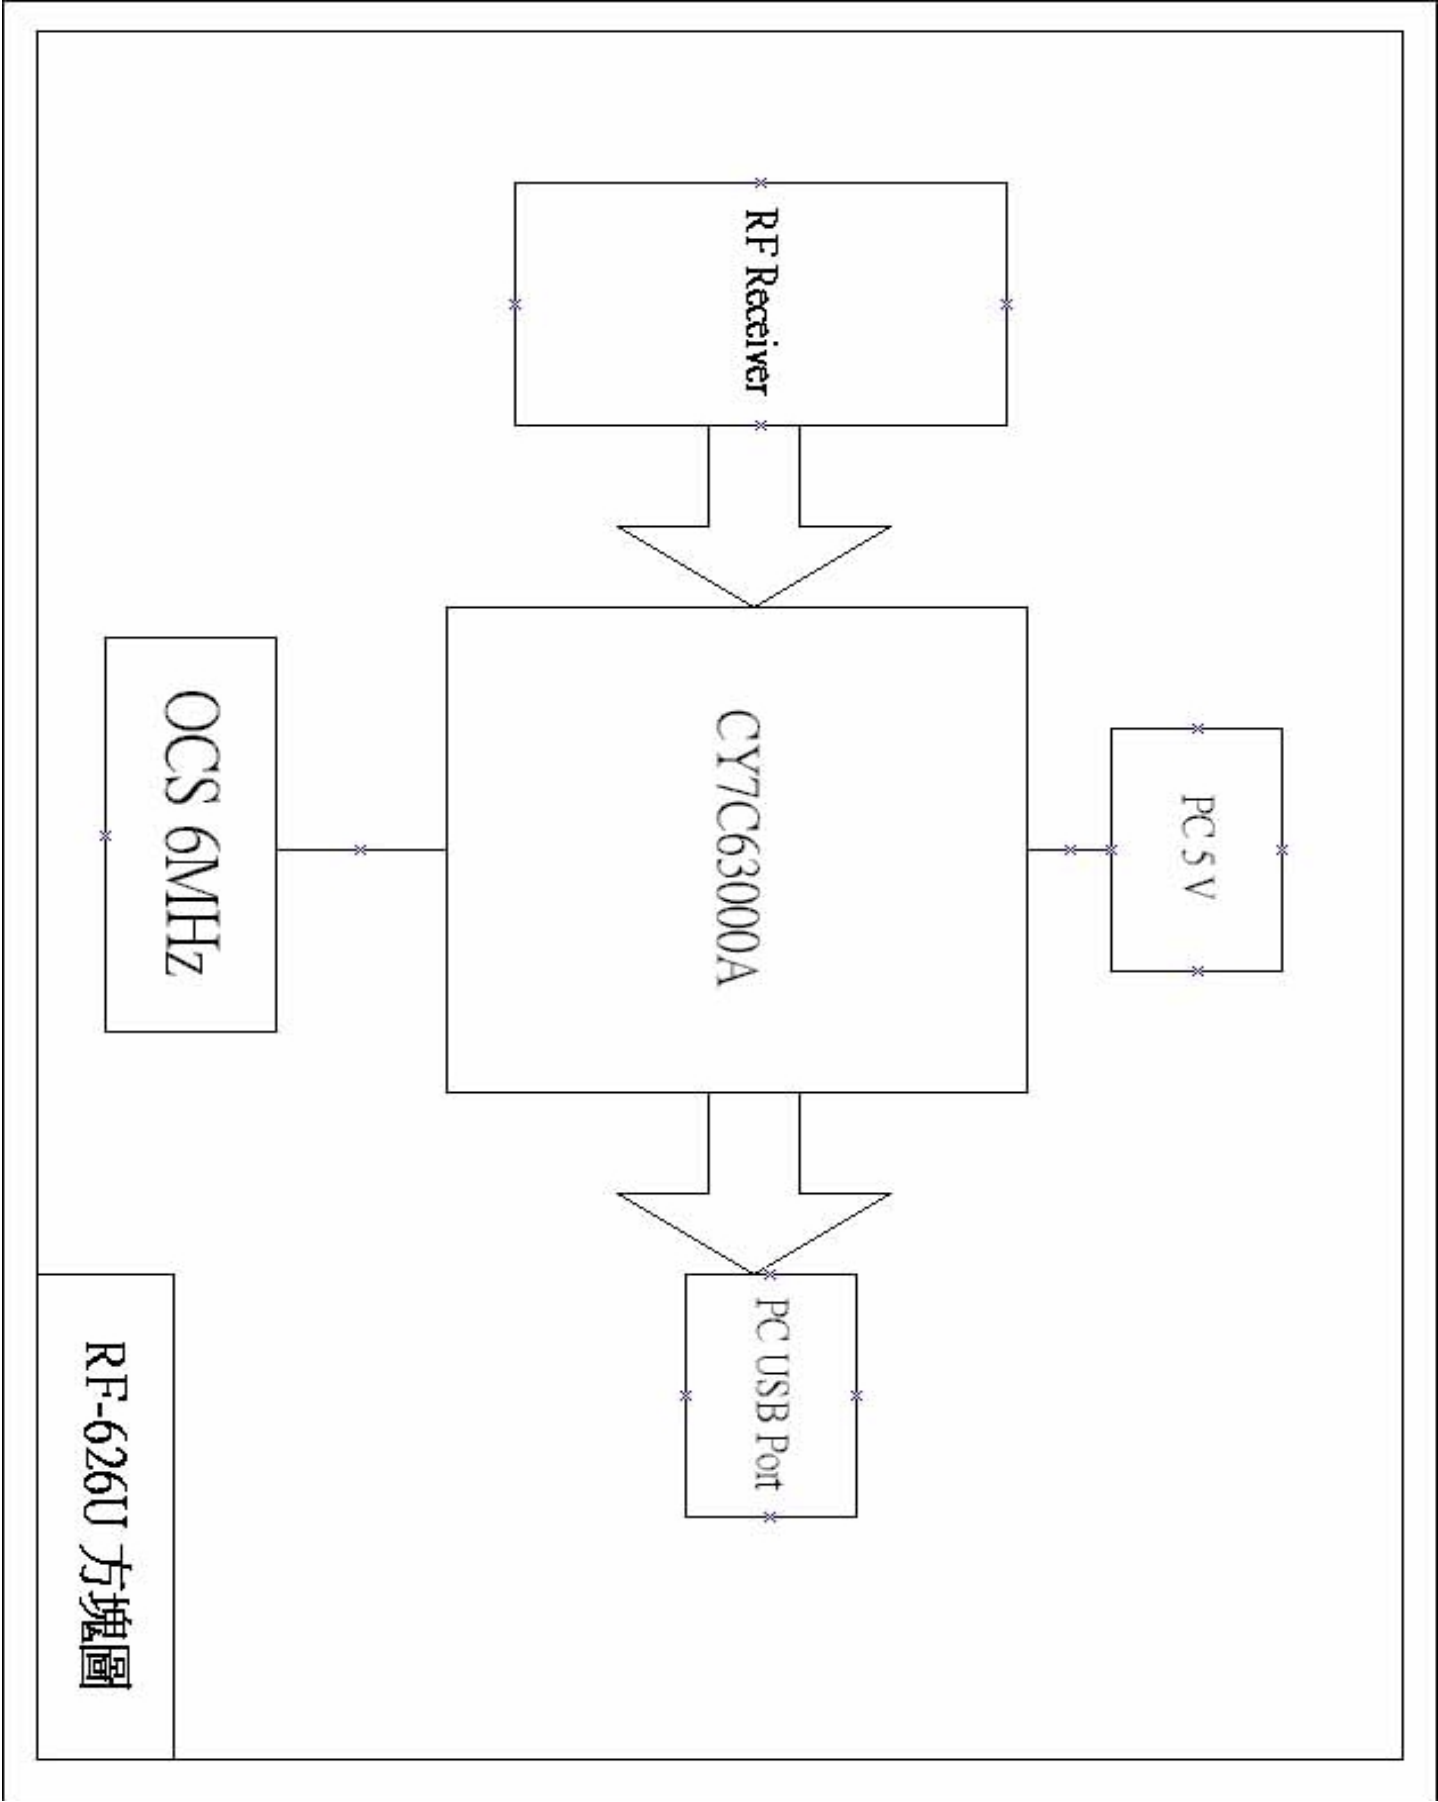 PC 5 V
RF Receiver
CY7C63000A
PC USB Port
OCS 6MHz
RF-626U 方塊圖